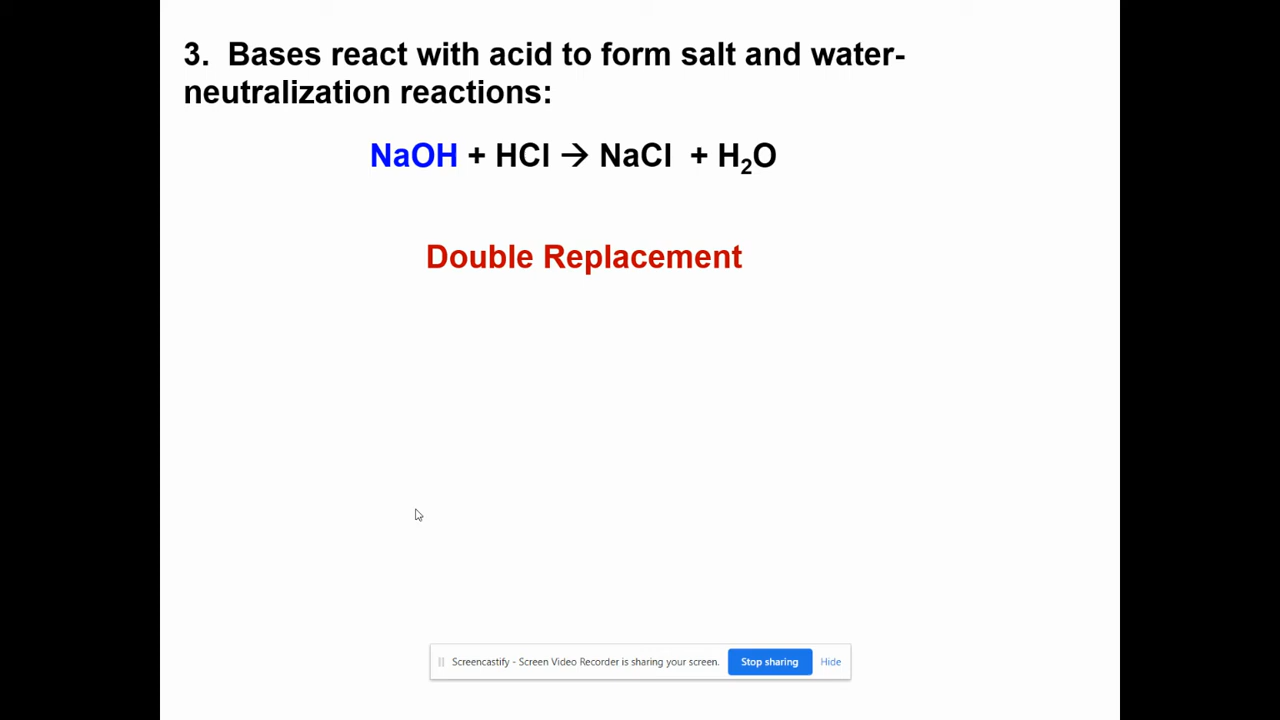 3. Bases react with acid to form salt and water-
neutralization reactions:
NaOH + HCl → NaCl + H₂O
Double Replacement
Screencastify - Screen Video Recorder is sharing your screen. Stop sharing Hide